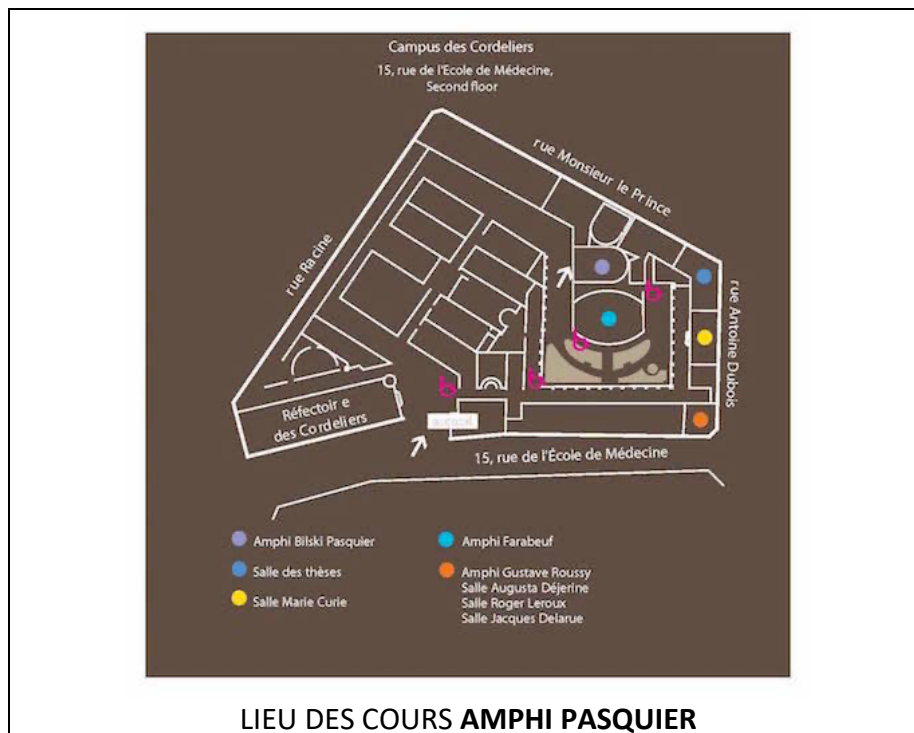 Campus des Cordeliers
15, rue de l'Ecole de Médecine,
Second floor
rue Monsieur le Prince
rue Racine
rue Antoine Dubois
Réfectoir e
des Cordeliers
15, rue de l'École de Médecine
Amphi Bilski Pasquier
Salle des thèses
Salle Marie Curie
Amphi Farabeuf
Amphi Gustave Roussy
Salle Augusta Déjerine
Salle Roger Leroux
Salle Jacques Delarue
LIEU DES COURS AMPHI PASQUIER